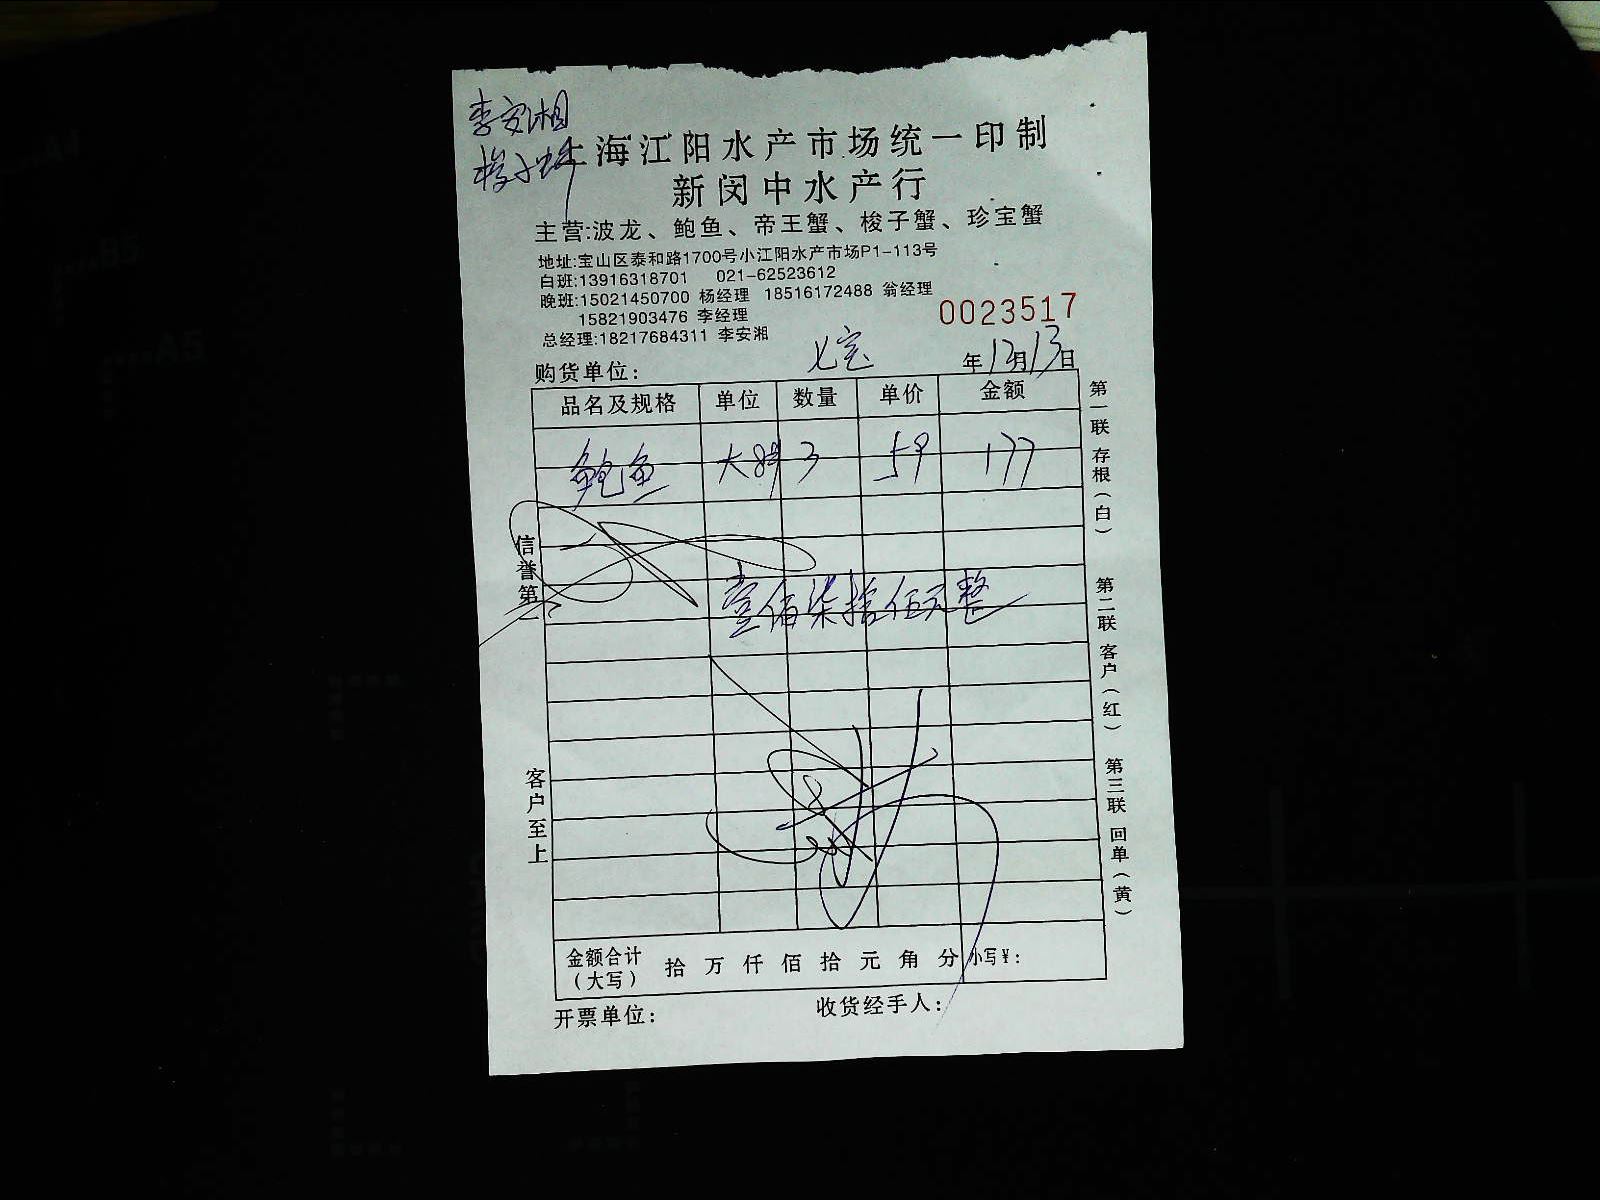 李安湘
梭子蟹
上海江阳水产市场统一印制
新闵中水产行
主营:波龙、鲍鱼、帝王蟹、梭子蟹、珍宝蟹
地址:宝山区泰和路1700号小江阳水产市场P1-113号
白班:13916318701 021-62523612
晚班:15021450700 杨经理 18516172488 翁经理
15821903476 李经理
总经理:18217684311 李安湘
0023517
购货单位: 七宝 年12月13日
品名及规格 单位 数量 单价 金额
鲍鱼 大8头 3 59 177
壹佰柒拾伍元整
金额合计(大写) 拾 万 仟 佰 拾 元 角 分 小写¥:
开票单位: 收货经手人:
信誉第一
客户至上
第一联 存根(白)
第二联 客户(红)
第三联 回单(黄)